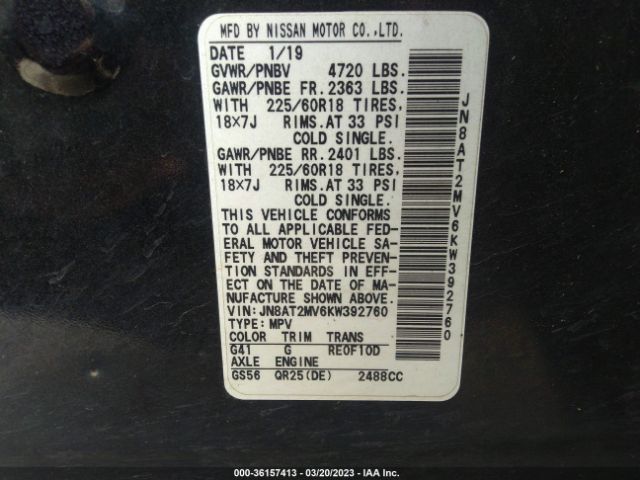 MFD BY NISSAN MOTOR CO.,LTD.
DATE 1/19
GVWR/PNBV 4720 LBS.
GAWR/PNBE FR. 2363 LBS.
WITH 225/60R18 TIRES,
18X7J RIMS.AT 33 PSI
COLD SINGLE.
GAWR/PNBE RR. 2401 LBS.
WITH 225/60R18 TIRES,
18X7J RIMS.AT 33 PSI
COLD SINGLE.
THIS VEHICLE CONFORMS
TO ALL APPLICABLE FED-
ERAL MOTOR VEHICLE SA-
FETY AND THEFT PREVEN-
TION STANDARDS IN EFF-
ECT ON THE DATE OF MA-
NUFACTURE SHOWN ABOVE.
VIN:JN8AT2MV6KW392760
TYPE:MPV
COLOR TRIM TRANS
G41 G RE0F10D
AXLE ENGINE
GS56 QR25(DE) 2488CC
JN8AT2MV6KW392760
000-36157413 — 03/20/2023 — IAA Inc.